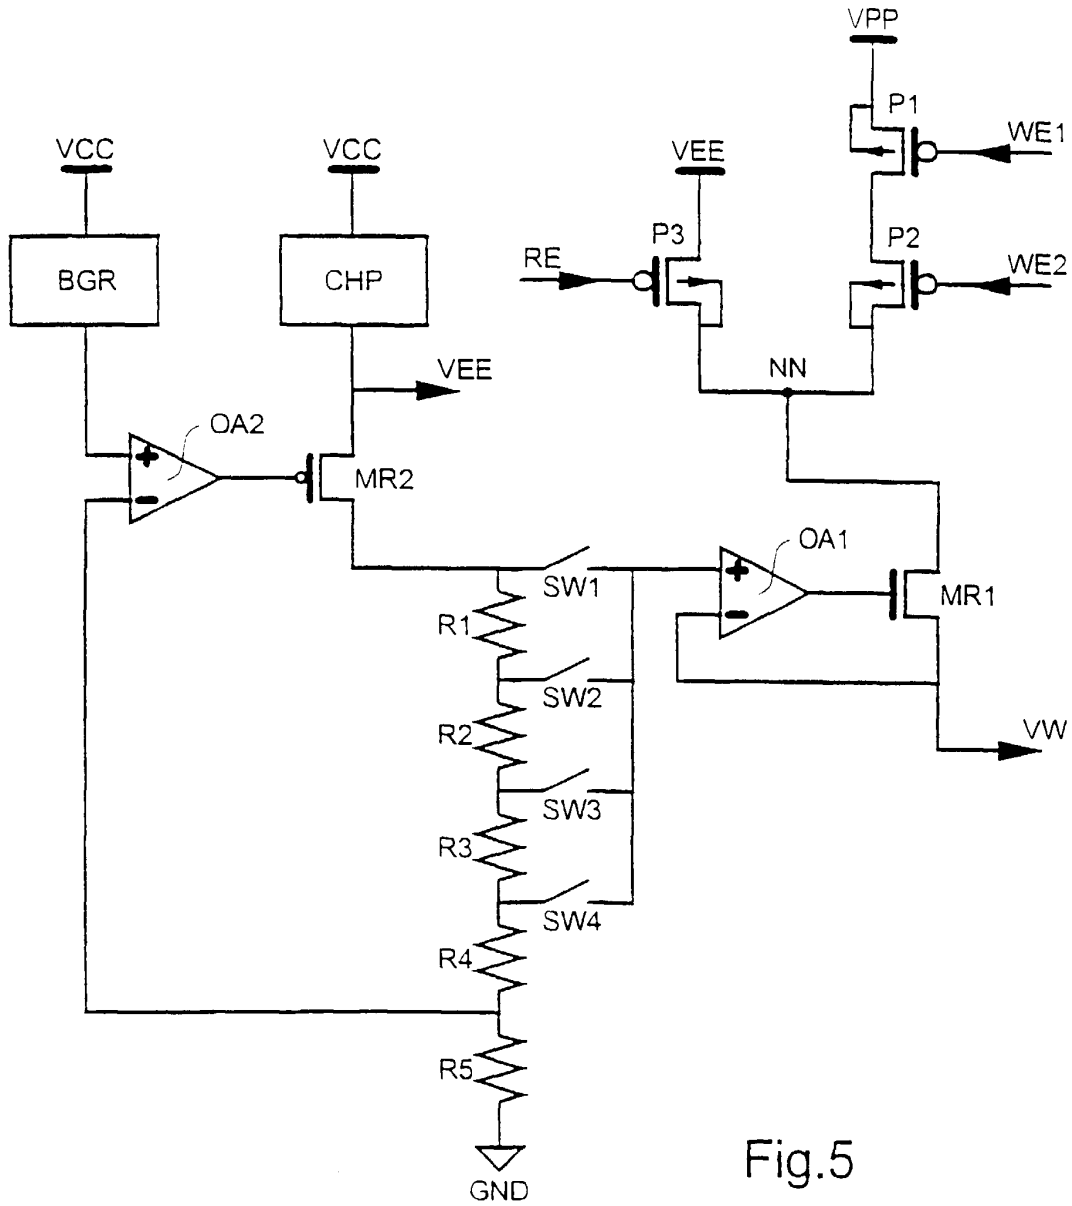 VPP
P1
WE1
VCC
VCC
VEE
P3
P2
RE
WE2
BGR
CHP
VEE
NN
OA2
+
-
MR2
OA1
SW1
+
-
MR1
R1
SW2
R2
VW
SW3
R3
SW4
R4
R5
GND
Fig.5